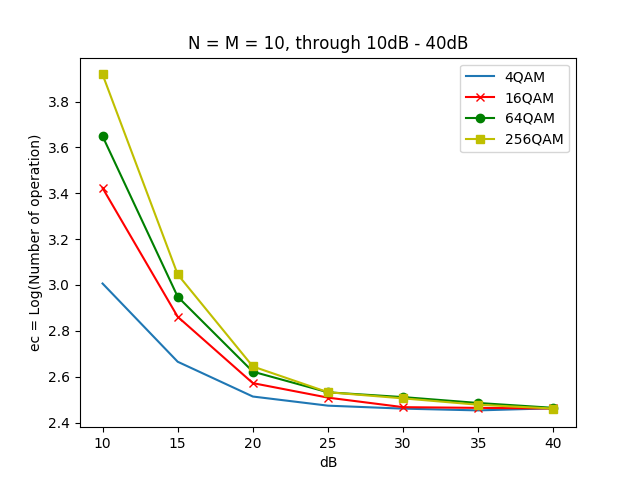 N = M = 10, through 10dB - 40dB
4QAM
16QAM
64QAM
256QAM
ec = Log(Number of operation)
3.8
3.6
3.4
3.2
3.0
2.8
2.6
2.4
10 15 20 25 30 35 40
dB